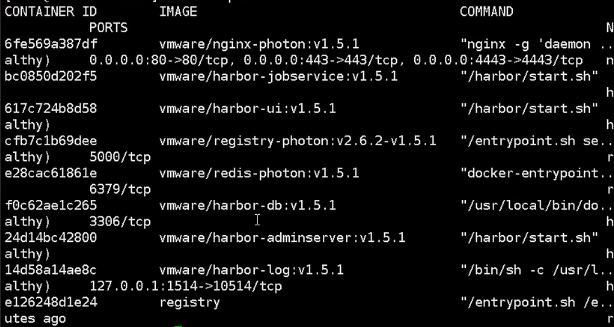 CONTAINER ID IMAGE COMMAND
PORTS N
6fe569a387df vmware/nginx-photon:v1.5.1 "nginx -g 'daemon ...
althy) 0.0.0.0:80->80/tcp, 0.0.0.0:443->443/tcp, 0.0.0.0:4443->4443/tcp n
bc0850d202f5 vmware/harbor-jobservice:v1.5.1 "/harbor/start.sh"
h
617c724b8d58 vmware/harbor-ui:v1.5.1 "/harbor/start.sh"
althy) h
cfb7c1b69dee vmware/registry-photon:v2.6.2-v1.5.1 "/entrypoint.sh se...
althy) 5000/tcp r
e28cac61861e vmware/redis-photon:v1.5.1 "docker-entrypoint..
6379/tcp r
f0c62ae1c265 vmware/harbor-db:v1.5.1 "/usr/local/bin/do...
althy) 3306/tcp h
24d14bc42800 vmware/harbor-adminserver:v1.5.1 "/harbor/start.sh"
althy) h
14d58a14ae8c vmware/harbor-log:v1.5.1 "/bin/sh -c /usr/l...
althy) 127.0.0.1:1514->10514/tcp h
e126248d1e24 registry "/entrypoint.sh /e...
utes ago r